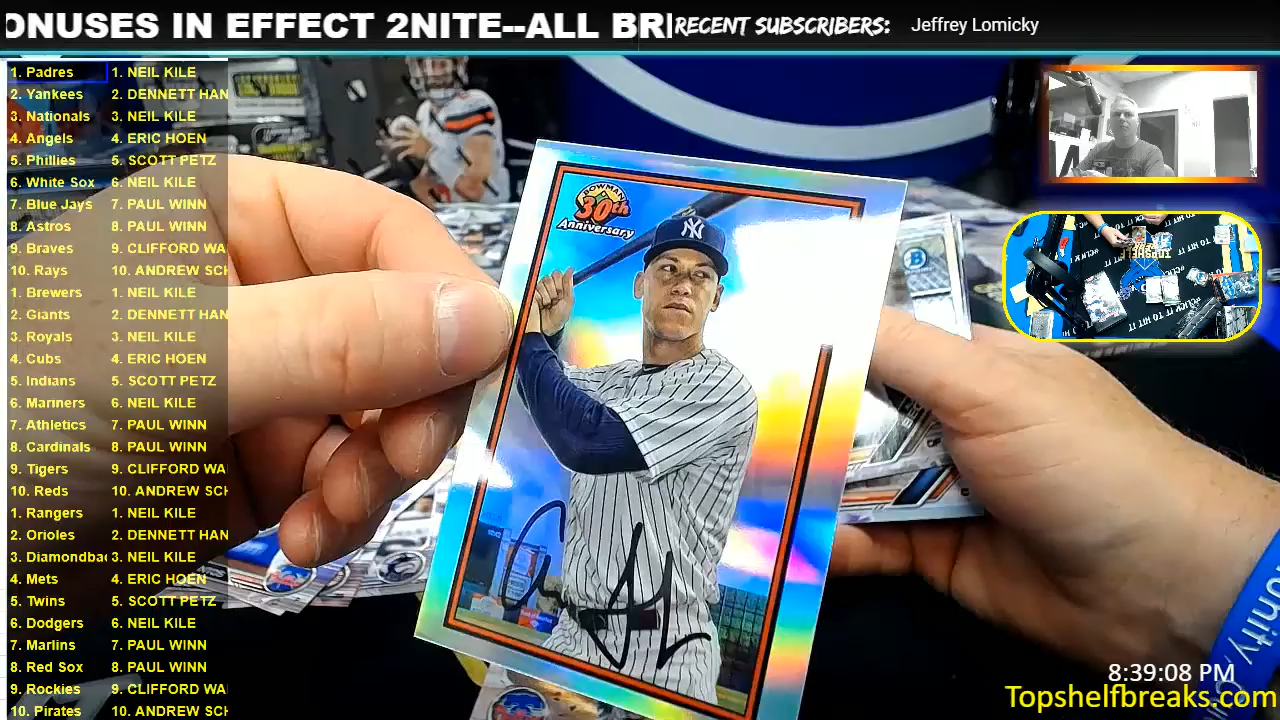 ONUSES IN EFFECT 2NITE--ALL BRI
RECENT SUBSCRIBERS: Jeffrey Lomicky
1. Padres 1. NEIL KILE
2. Yankees 2. DENNETT HAN
3. Nationals 3. NEIL KILE
4. Angels 4. ERIC HOEN
5. Phillies 5. SCOTT PETZ
6. White Sox 6. NEIL KILE
7. Blue Jays 7. PAUL WINN
8. Astros 8. PAUL WINN
9. Braves 9. CLIFFORD WA
10. Rays 10. ANDREW SCH
1. Brewers 1. NEIL KILE
2. Giants 2. DENNETT HAN
3. Royals 3. NEIL KILE
4. Cubs 4. ERIC HOEN
5. Indians 5. SCOTT PETZ
6. Mariners 6. NEIL KILE
7. Athletics 7. PAUL WINN
8. Cardinals 8. PAUL WINN
9. Tigers 9. CLIFFORD WA
10. Reds 10. ANDREW SCH
1. Rangers 1. NEIL KILE
2. Orioles 2. DENNETT HAN
3. Diamondbac 3. NEIL KILE
4. Mets 4. ERIC HOEN
5. Twins 5. SCOTT PETZ
6. Dodgers 6. NEIL KILE
7. Marlins 7. PAUL WINN
8. Red Sox 8. PAUL WINN
9. Rockies 9. CLIFFORD WA
10. Pirates 10. ANDREW SCH
BOWMAN
30th
Anniversary
NY
B
8:39:08 PM
Topshelfbreaks.com